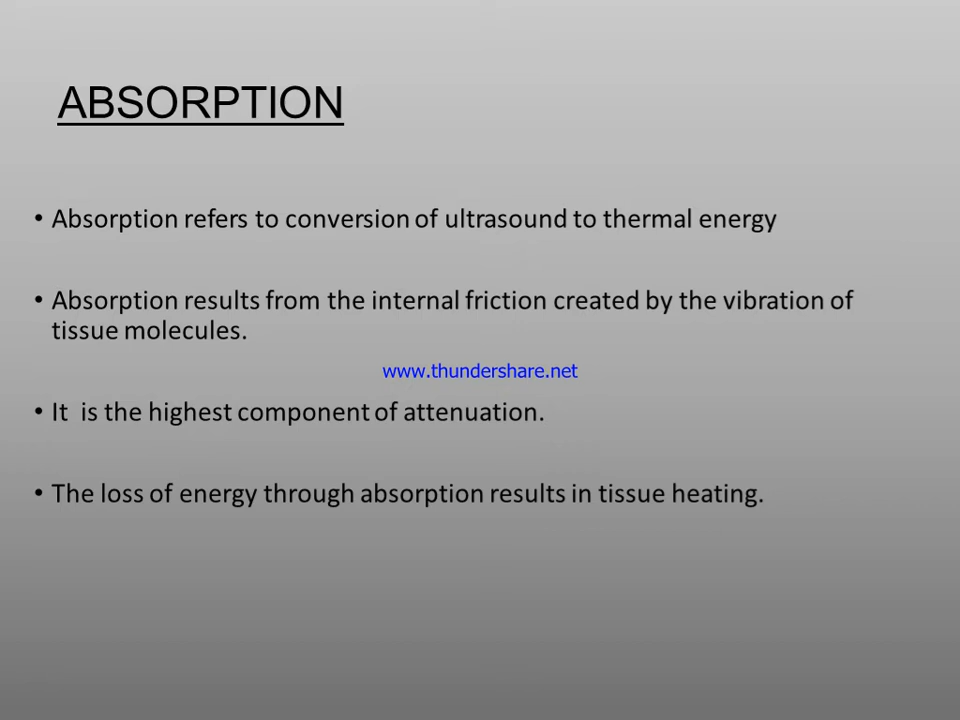 ABSORPTION
• Absorption refers to conversion of ultrasound to thermal energy
• Absorption results from the internal friction created by the vibration of
tissue molecules.
www.thundershare.net
• It  is the highest component of attenuation.
• The loss of energy through absorption results in tissue heating.